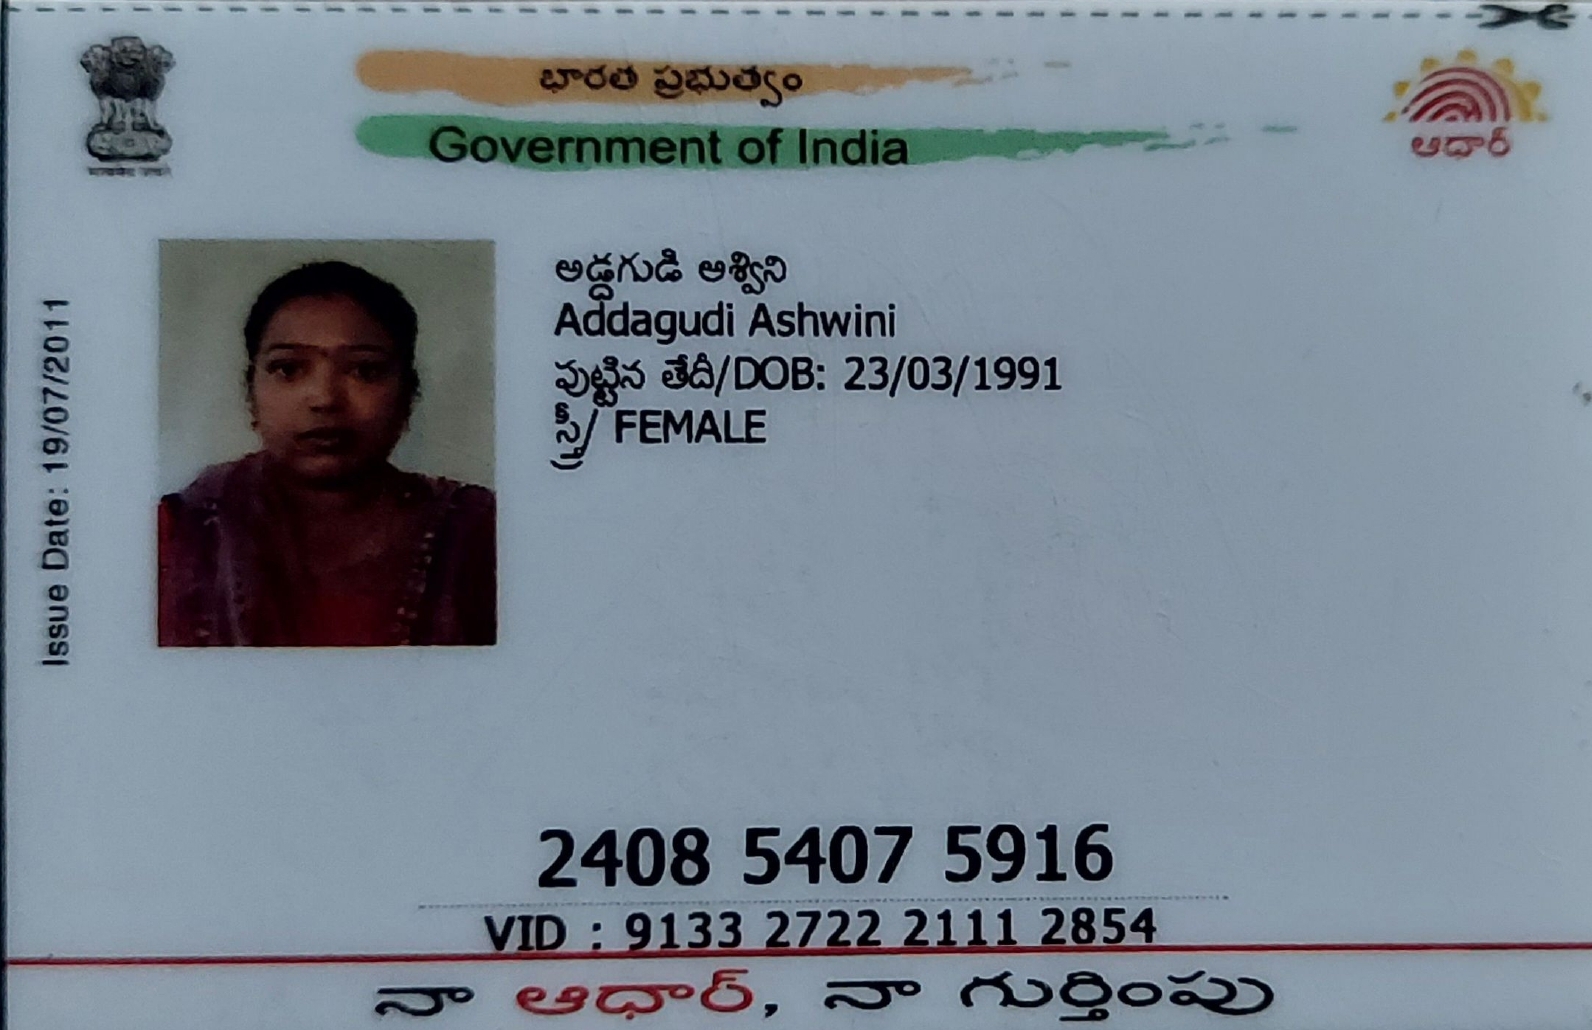 భారత ప్రభుత్వం
Government of India
ఆధార్
Issue Date: 19/07/2011
అడ్డగుడి అశ్విని
Addagudi Ashwini
పుట్టిన తేదీ/DOB: 23/03/1991
స్త్రీ/ FEMALE
2408 5407 5916
VID : 9133 2722 2111 2854
నా ఆధార్, నా గుర్తింపు